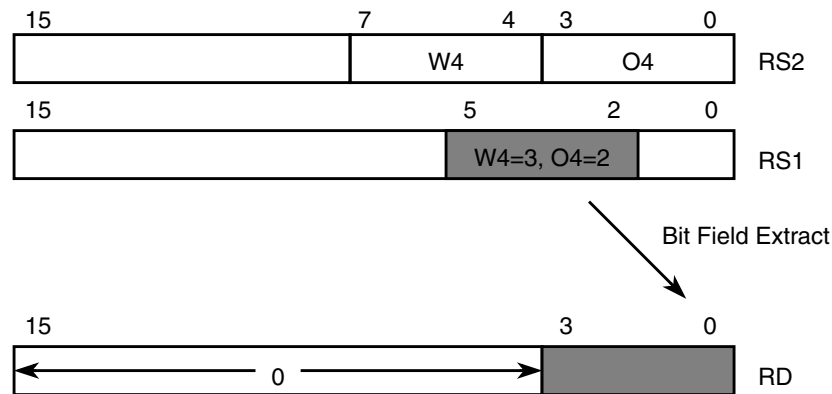 15 7 4 3 0
W4 O4 RS2
15 5 2 0
W4=3, O4=2 RS1
Bit Field Extract
15 3 0
0 RD